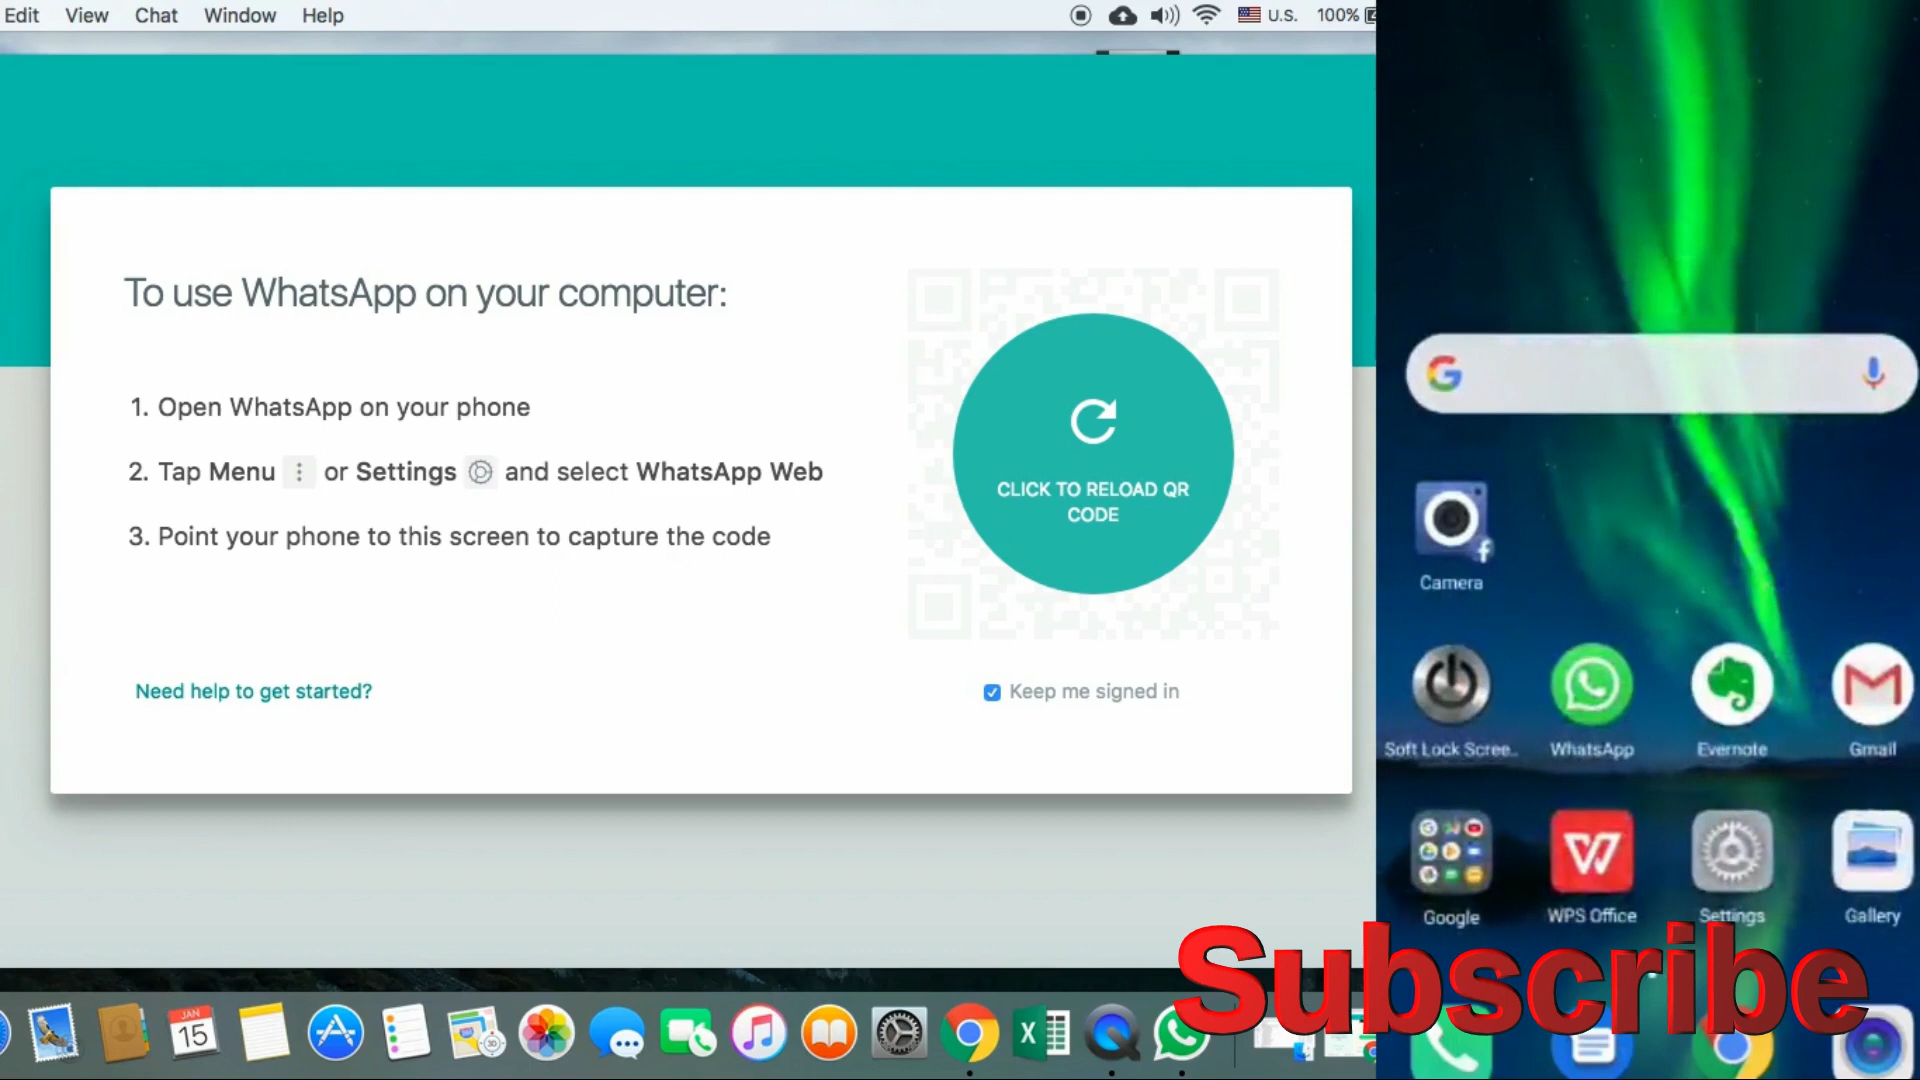 Edit View Chat Window Help
U.S. 100%
To use WhatsApp on your computer:
1. Open WhatsApp on your phone
2. Tap Menu or Settings and select WhatsApp Web
3. Point your phone to this screen to capture the code
CLICK TO RELOAD QR
CODE
Need help to get started?
Keep me signed in
Camera
Soft Lock Scree..
WhatsApp
Evernote
Gmail
Google
WPS Office
Settings
Gallery
Subscribe
JAN
15